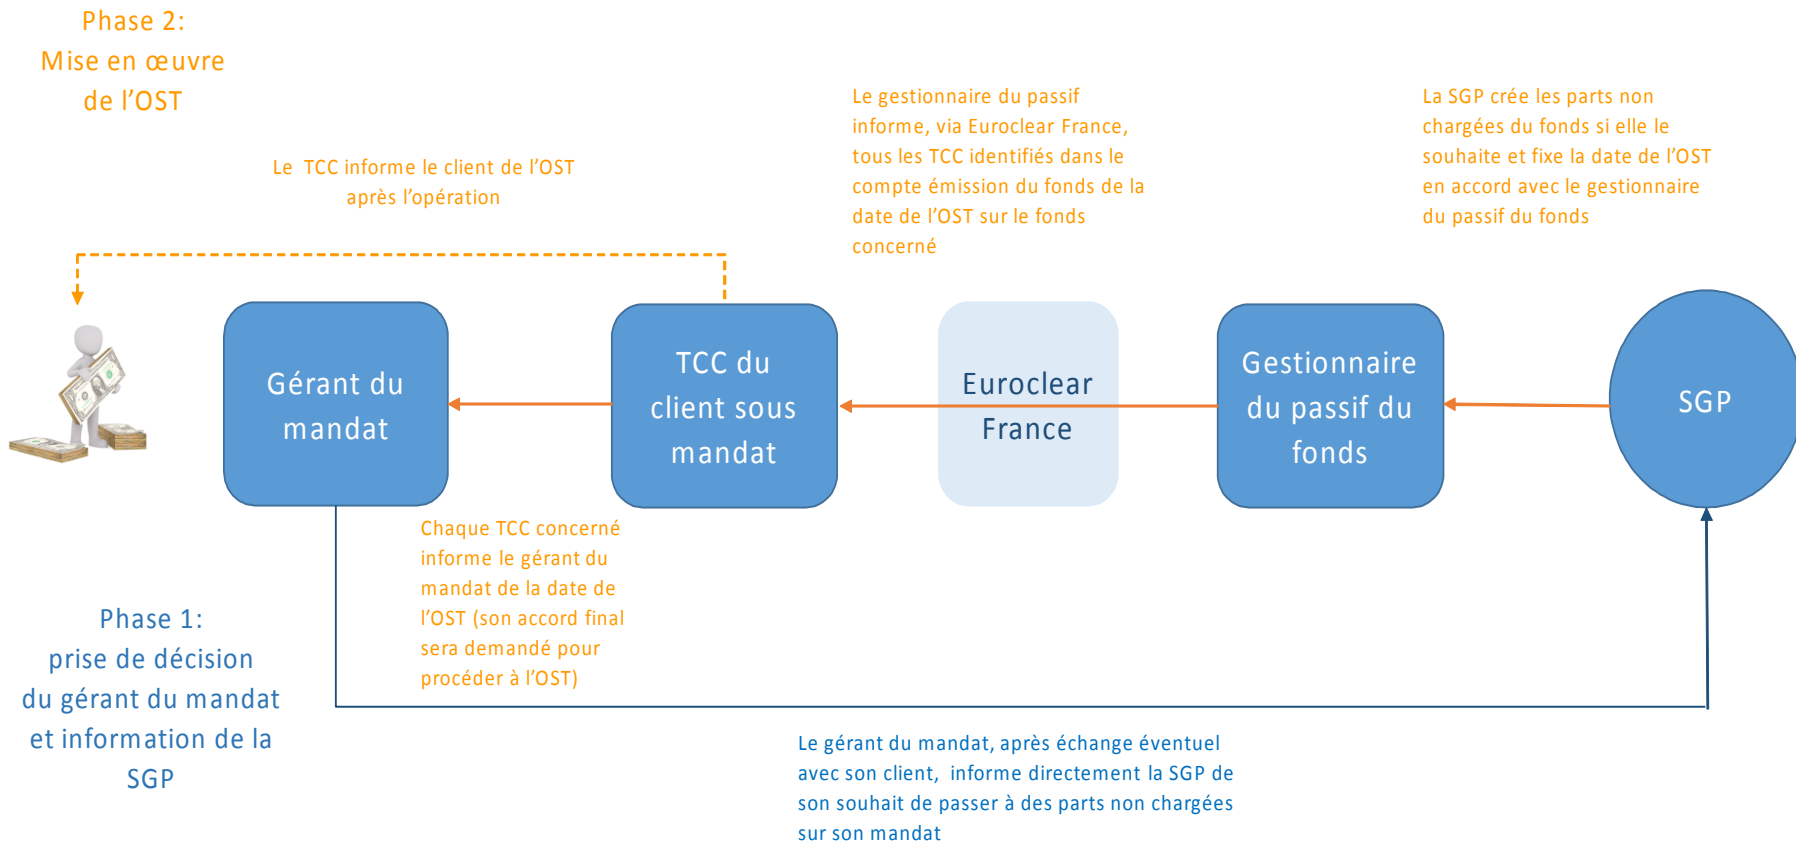 Phase 2:
Mise en œuvre
de l’OST
Le TCC informe le client de l’OST
après l’opération
Le gestionnaire du passif
informe, via Euroclear France,
tous les TCC identifiés dans le
compte émission du fonds de la
date de l’OST sur le fonds
concerné
La SGP crée les parts non
chargées du fonds si elle le
souhaite et fixe la date de l’OST
en accord avec le gestionnaire
du passif du fonds
Gérant du
mandat
TCC du
client sous
mandat
Euroclear
France
Gestionnaire
du passif du
fonds
SGP
Chaque TCC concerné
informe le gérant du
mandat de la date de
l’OST (son accord final
sera demandé pour
procéder à l’OST)
Phase 1:
prise de décision
du gérant du mandat
et information de la
SGP
Le gérant du mandat, après échange éventuel
avec son client, informe directement la SGP de
son souhait de passer à des parts non chargées
sur son mandat